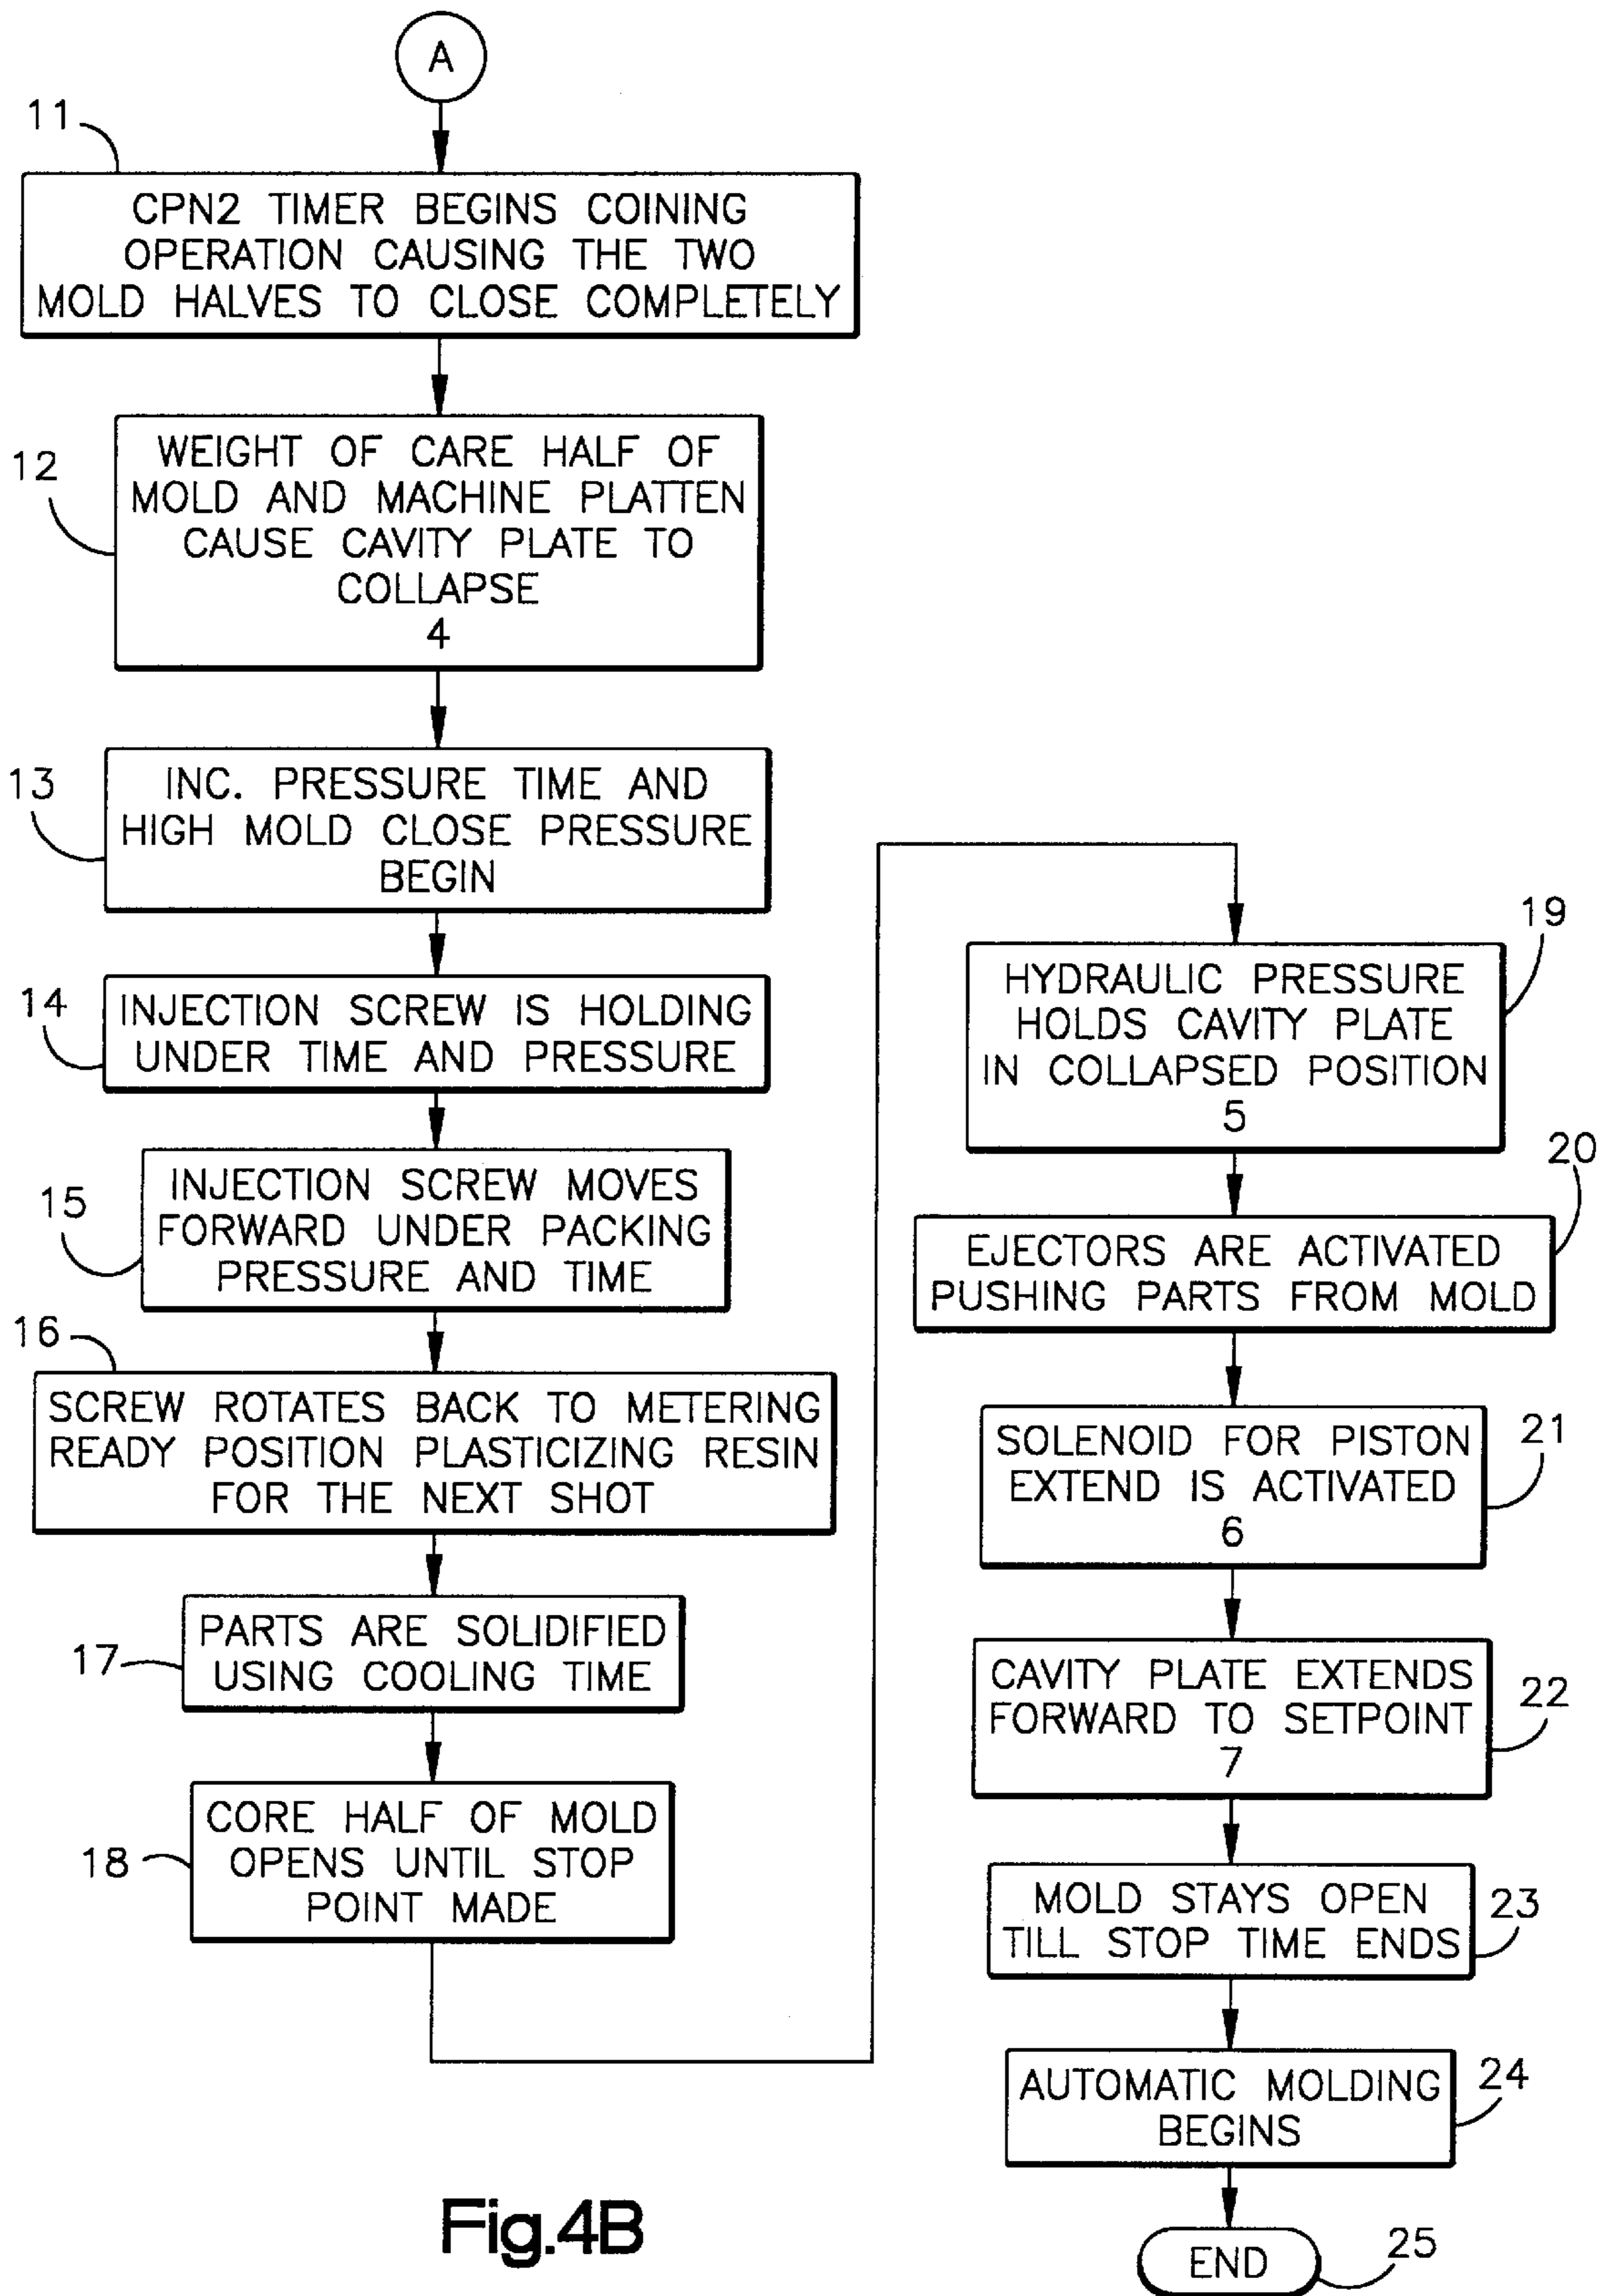 A
11
CPN2 TIMER BEGINS COINING
OPERATION CAUSING THE TWO
MOLD HALVES TO CLOSE COMPLETELY
12
WEIGHT OF CARE HALF OF
MOLD AND MACHINE PLATTEN
CAUSE CAVITY PLATE TO
COLLAPSE
4
13
INC. PRESSURE TIME AND
HIGH MOLD CLOSE PRESSURE
BEGIN
14
INJECTION SCREW IS HOLDING
UNDER TIME AND PRESSURE
15
INJECTION SCREW MOVES
FORWARD UNDER PACKING
PRESSURE AND TIME
16
SCREW ROTATES BACK TO METERING
READY POSITION PLASTICIZING RESIN
FOR THE NEXT SHOT
17
PARTS ARE SOLIDIFIED
USING COOLING TIME
18
CORE HALF OF MOLD
OPENS UNTIL STOP
POINT MADE
19
HYDRAULIC PRESSURE
HOLDS CAVITY PLATE
IN COLLAPSED POSITION
5
20
EJECTORS ARE ACTIVATED
PUSHING PARTS FROM MOLD
21
SOLENOID FOR PISTON
EXTEND IS ACTIVATED
6
22
CAVITY PLATE EXTENDS
FORWARD TO SETPOINT
7
23
MOLD STAYS OPEN
TILL STOP TIME ENDS
24
AUTOMATIC MOLDING
BEGINS
25
END
Fig.4B